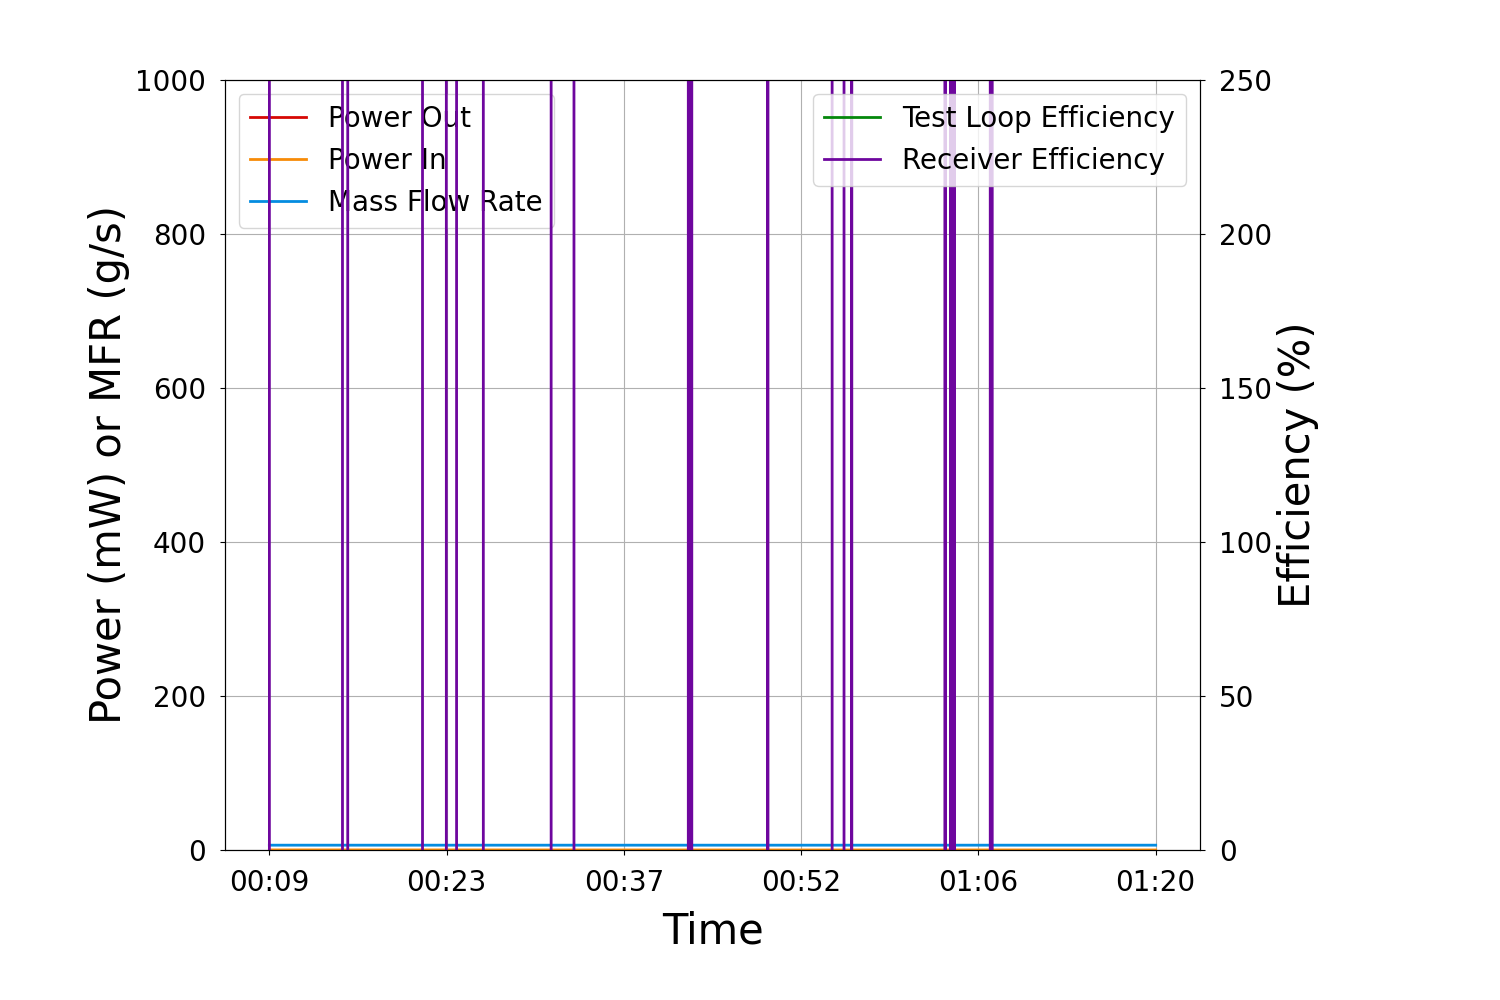 1000
800
600
400
200
0
Power (mW) or MFR (g/s)
Power Out
Power In
Mass Flow Rate
Test Loop Efficiency
Receiver Efficiency
250
200
150
100
50
0
Efficiency (%)
00:09 00:23 00:37 00:52 01:06 01:20
Time